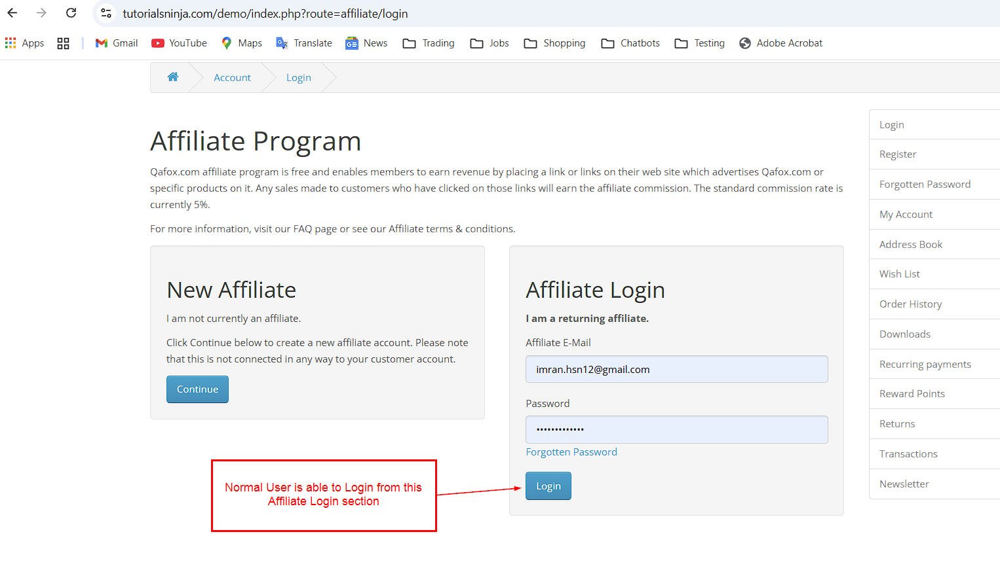 tutorialsninja.com/demo/index.php?route=affiliate/login
Apps Gmail YouTube Maps Translate News Trading Jobs Shopping Chatbots Testing Adobe Acrobat
Account Login
Affiliate Program
Qafox.com affiliate program is free and enables members to earn revenue by placing a link or links on their web site which advertises Qafox.com or
specific products on it. Any sales made to customers who have clicked on those links will earn the affiliate commission. The standard commission rate is
currently 5%.
For more information, visit our FAQ page or see our Affiliate terms & conditions.
New Affiliate
I am not currently an affiliate.
Click Continue below to create a new affiliate account. Please note
that this is not connected in any way to your customer account.
Continue
Affiliate Login
I am a returning affiliate.
Affiliate E-Mail
imran.hsn12@gmail.com
Password
•••••••••••••
Forgotten Password
Login
Normal User is able to Login from this
Affiliate Login section
Login
Register
Forgotten Password
My Account
Address Book
Wish List
Order History
Downloads
Recurring payments
Reward Points
Returns
Transactions
Newsletter